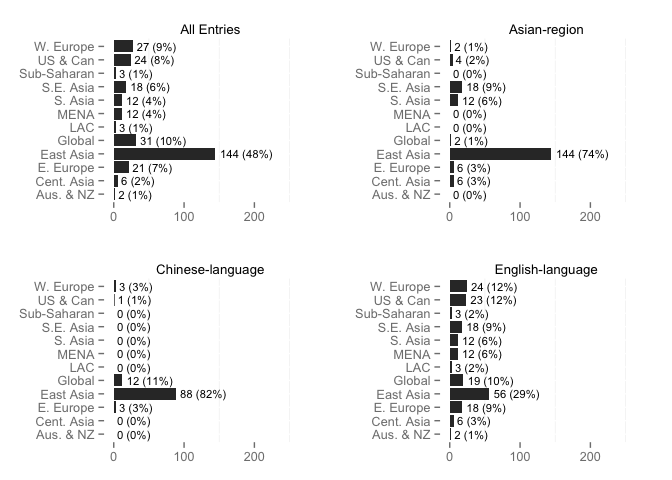 All Entries
W. Europe 27 (9%)
US & Can 24 (8%)
Sub-Saharan 3 (1%)
S.E. Asia 18 (6%)
S. Asia 12 (4%)
MENA 12 (4%)
LAC 3 (1%)
Global 31 (10%)
East Asia 144 (48%)
E. Europe 21 (7%)
Cent. Asia 6 (2%)
Aus. & NZ 2 (1%)
0 100 200
Asian-region
W. Europe 2 (1%)
US & Can 4 (2%)
Sub-Saharan 0 (0%)
S.E. Asia 18 (9%)
S. Asia 12 (6%)
MENA 0 (0%)
LAC 0 (0%)
Global 2 (1%)
East Asia 144 (74%)
E. Europe 6 (3%)
Cent. Asia 6 (3%)
Aus. & NZ 0 (0%)
0 100 200
Chinese-language
W. Europe 3 (3%)
US & Can 1 (1%)
Sub-Saharan 0 (0%)
S.E. Asia 0 (0%)
S. Asia 0 (0%)
MENA 0 (0%)
LAC 0 (0%)
Global 12 (11%)
East Asia 88 (82%)
E. Europe 3 (3%)
Cent. Asia 0 (0%)
Aus. & NZ 0 (0%)
0 100 200
English-language
W. Europe 24 (12%)
US & Can 23 (12%)
Sub-Saharan 3 (2%)
S.E. Asia 18 (9%)
S. Asia 12 (6%)
MENA 12 (6%)
LAC 3 (2%)
Global 19 (10%)
East Asia 56 (29%)
E. Europe 18 (9%)
Cent. Asia 6 (3%)
Aus. & NZ 2 (1%)
0 100 200